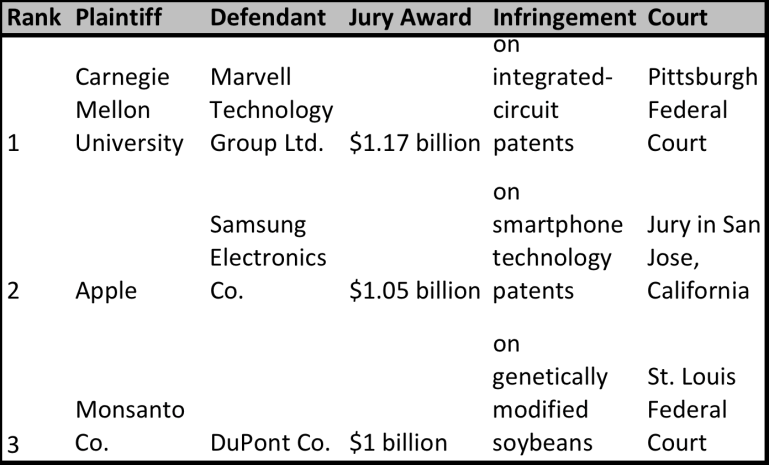 Rank Plaintiff Defendant Jury Award Infringement Court
1 Carnegie Mellon University Marvell Technology Group Ltd. $1.17 billion on integrated-circuit patents Pittsburgh Federal Court
2 Apple Samsung Electronics Co. $1.05 billion on smartphone technology patents Jury in San Jose, California
3 Monsanto Co. DuPont Co. $1 billion on genetically modified soybeans St. Louis Federal Court